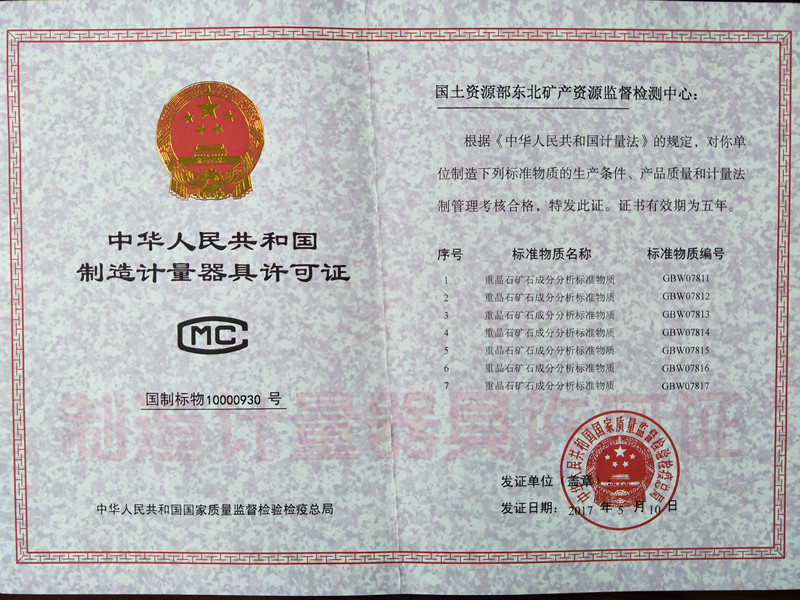 中华人民共和国
制造计量器具许可证
MC
国制标物10000930 号
中华人民共和国国家质量监督检验检疫总局
国土资源部东北矿产资源监督检测中心：
根据《中华人民共和国计量法》的规定，对你单
位制造下列标准物质的生产条件、产品质量和计量法
制管理考核合格，特发此证。证书有效期为五年。
序号 标准物质名称 标准物质编号
1 重晶石矿石成分分析标准物质 GBW07811
2 重晶石矿石成分分析标准物质 GBW07812
3 重晶石矿石成分分析标准物质 GBW07813
4 重晶石矿石成分分析标准物质 GBW07814
5 重晶石矿石成分分析标准物质 GBW07815
6 重晶石矿石成分分析标准物质 GBW07816
7 重晶石矿石成分分析标准物质 GBW07817
制造计量器具许可证
中华人民共和国国家质量监督检验检疫总局
发证单位（盖章）
发证日期：2017 年 5 月 10 日